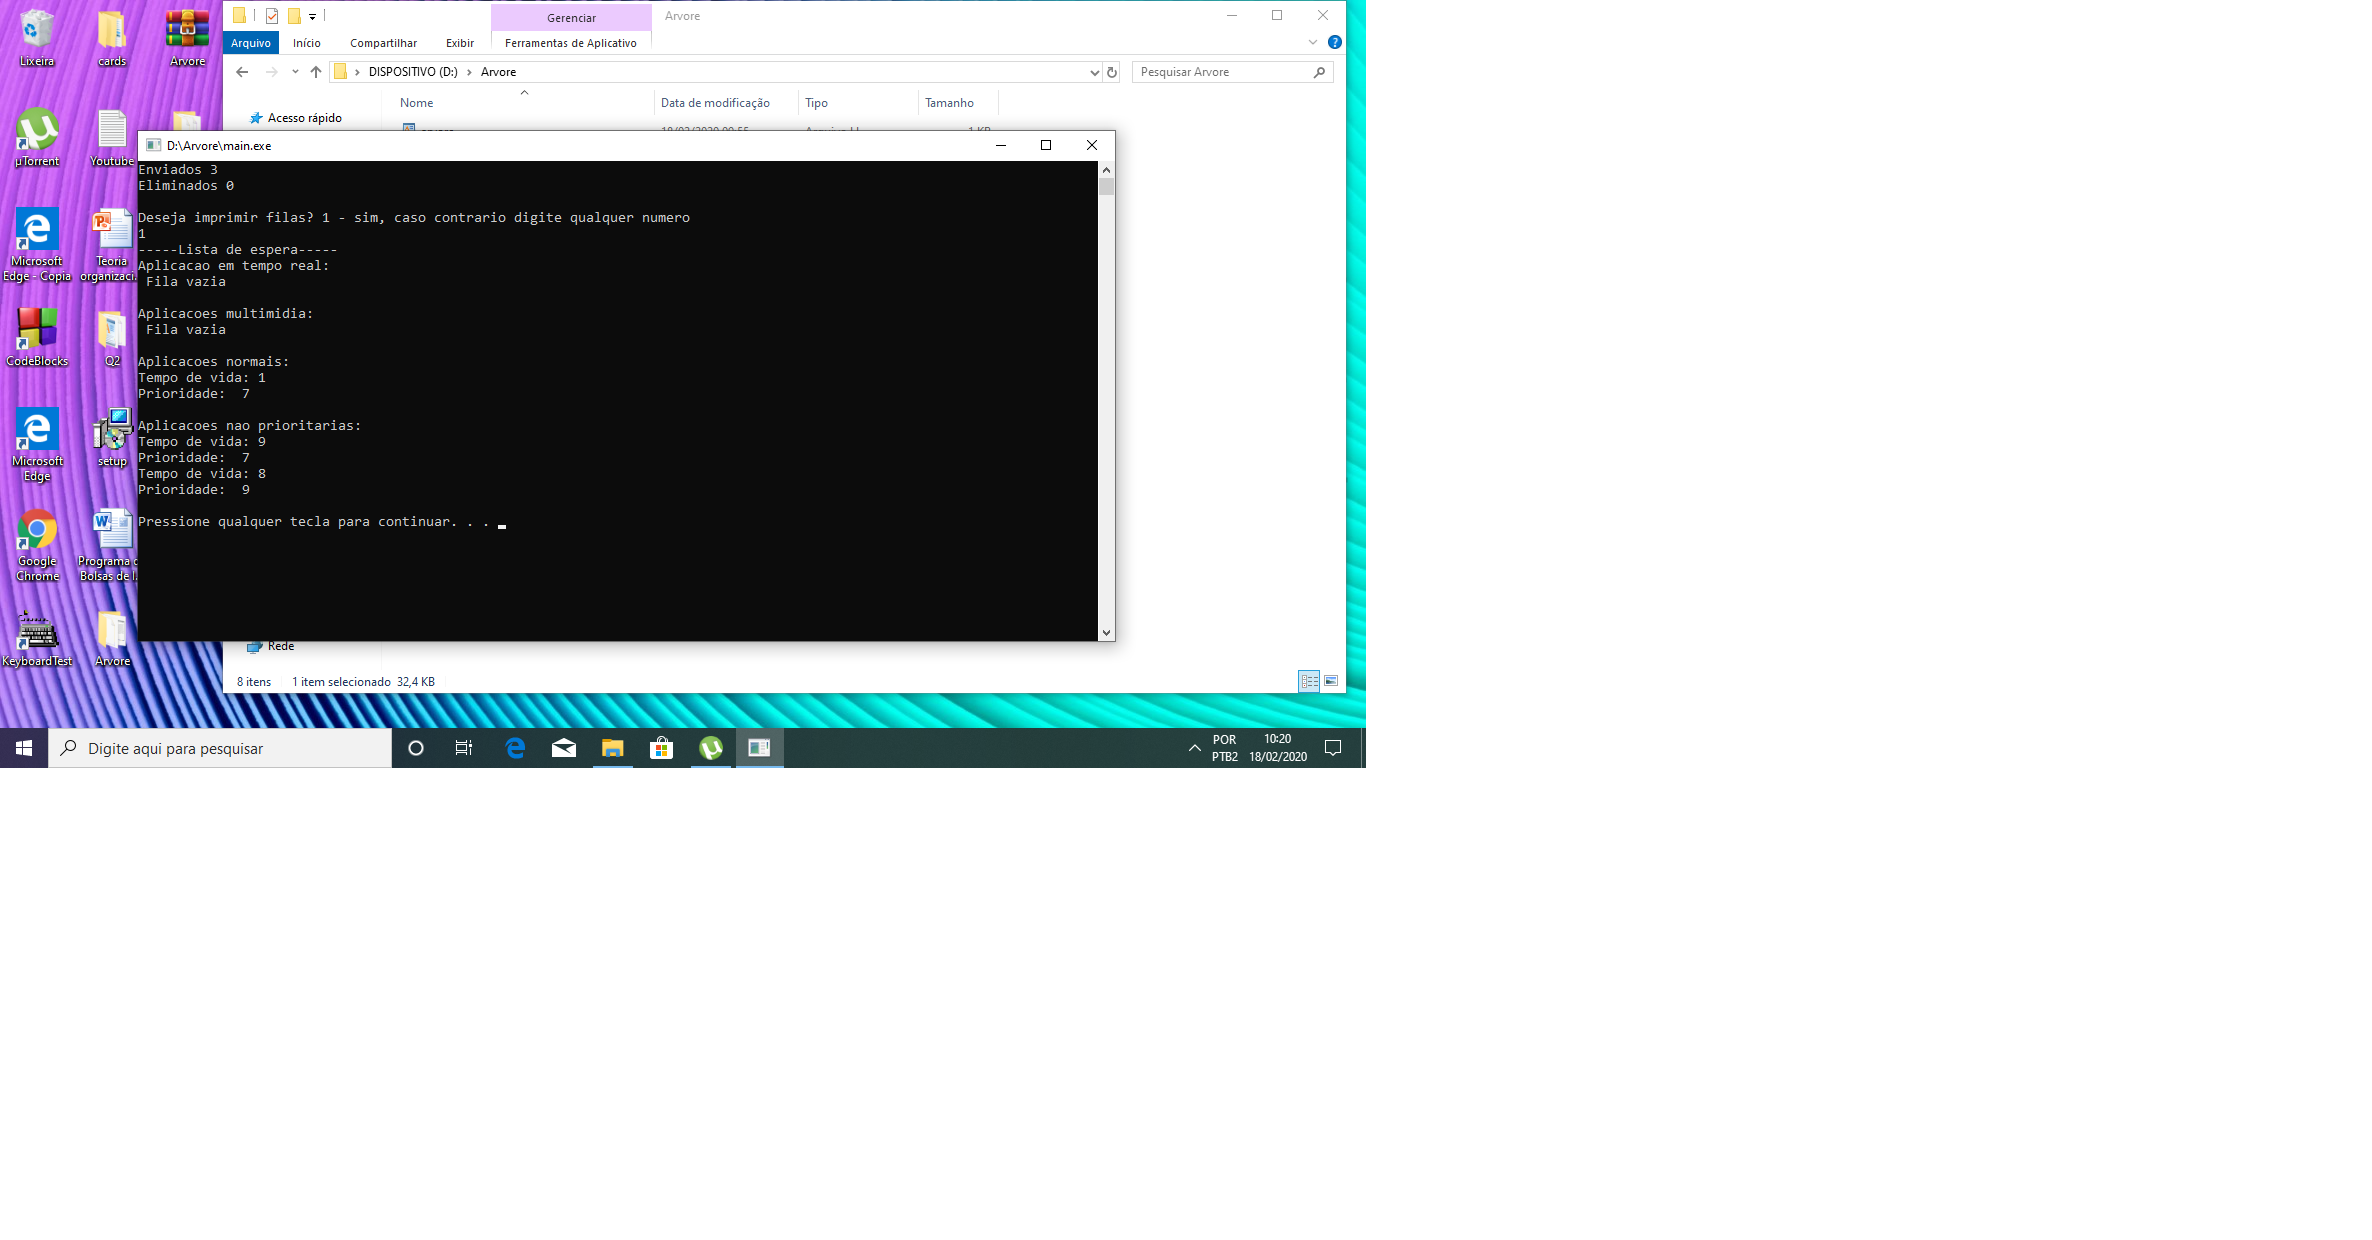 Lixeira
cards
Arvore
µTorrent
Youtube
Microsoft
Edge - Copia
Teoria
organizaci...
CodeBlocks
Q2
Microsoft
Edge
setup
Google
Chrome
Programa
Bolsas de I...
KeyboardTest
Arvore
Gerenciar
Arvore
Arquivo
Início
Compartilhar
Exibir
Ferramentas de Aplicativo
DISPOSITIVO (D:) › Arvore
Pesquisar Arvore
Nome
Data de modificação
Tipo
Tamanho
Acesso rápido
D:\Arvore\main.exe
Enviados 3
Eliminados 0
Deseja imprimir filas? 1 - sim, caso contrario digite qualquer numero
1
-----Lista de espera-----
Aplicacao em tempo real:
Fila vazia
Aplicacoes multimidia:
Fila vazia
Aplicacoes normais:
Tempo de vida: 1
Prioridade:  7
Aplicacoes nao prioritarias:
Tempo de vida: 9
Prioridade:  7
Tempo de vida: 8
Prioridade:  9
Pressione qualquer tecla para continuar. . .
Rede
8 itens
1 item selecionado 32,4 KB
Digite aqui para pesquisar
POR
PTB2
10:20
18/02/2020